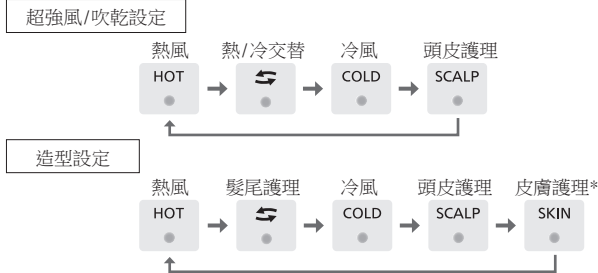 超強風/吹乾設定
熱風 熱/冷交替 冷風 頭皮護理
HOT COLD SCALP
造型設定
熱風 髮尾護理 冷風 頭皮護理 皮膚護理*
HOT COLD SCALP SKIN